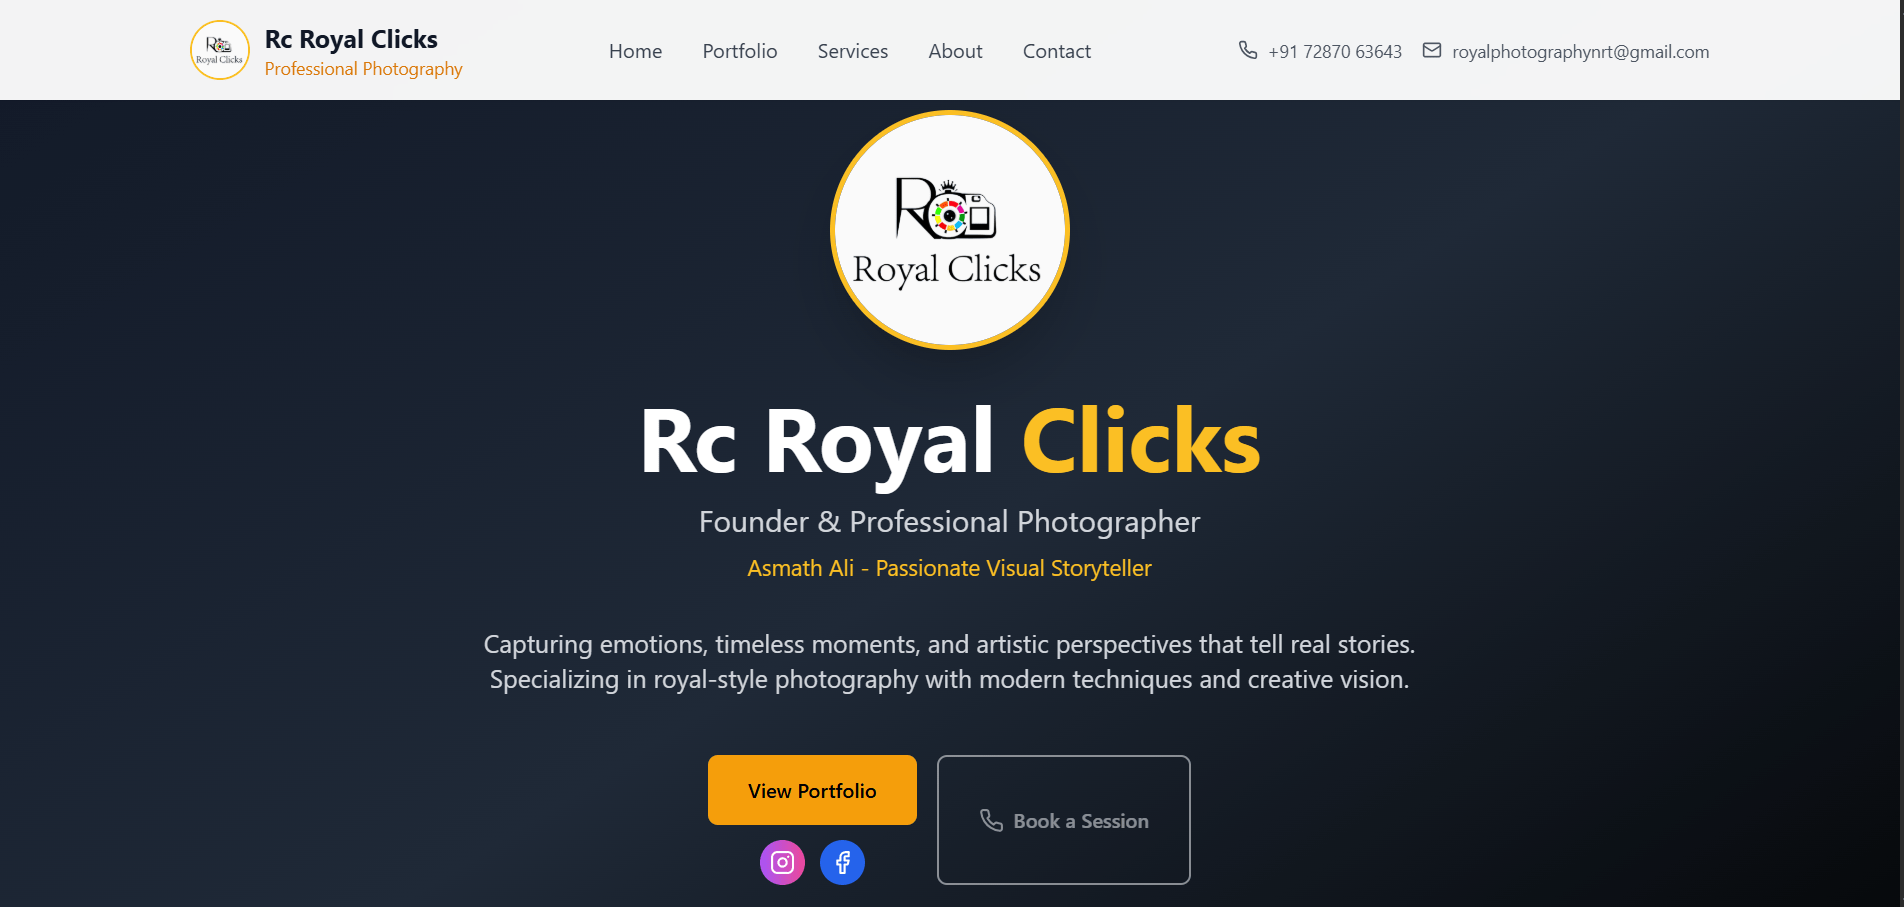 Royal Clicks
Rc Royal Clicks
Professional Photography
Home Portfolio Services About Contact
+91 72870 63643 royalphotographynrt@gmail.com
Royal Clicks
Rc Royal Clicks
Founder & Professional Photographer
Asmath Ali - Passionate Visual Storyteller
Capturing emotions, timeless moments, and artistic perspectives that tell real stories.
Specializing in royal-style photography with modern techniques and creative vision.
View Portfolio
Book a Session